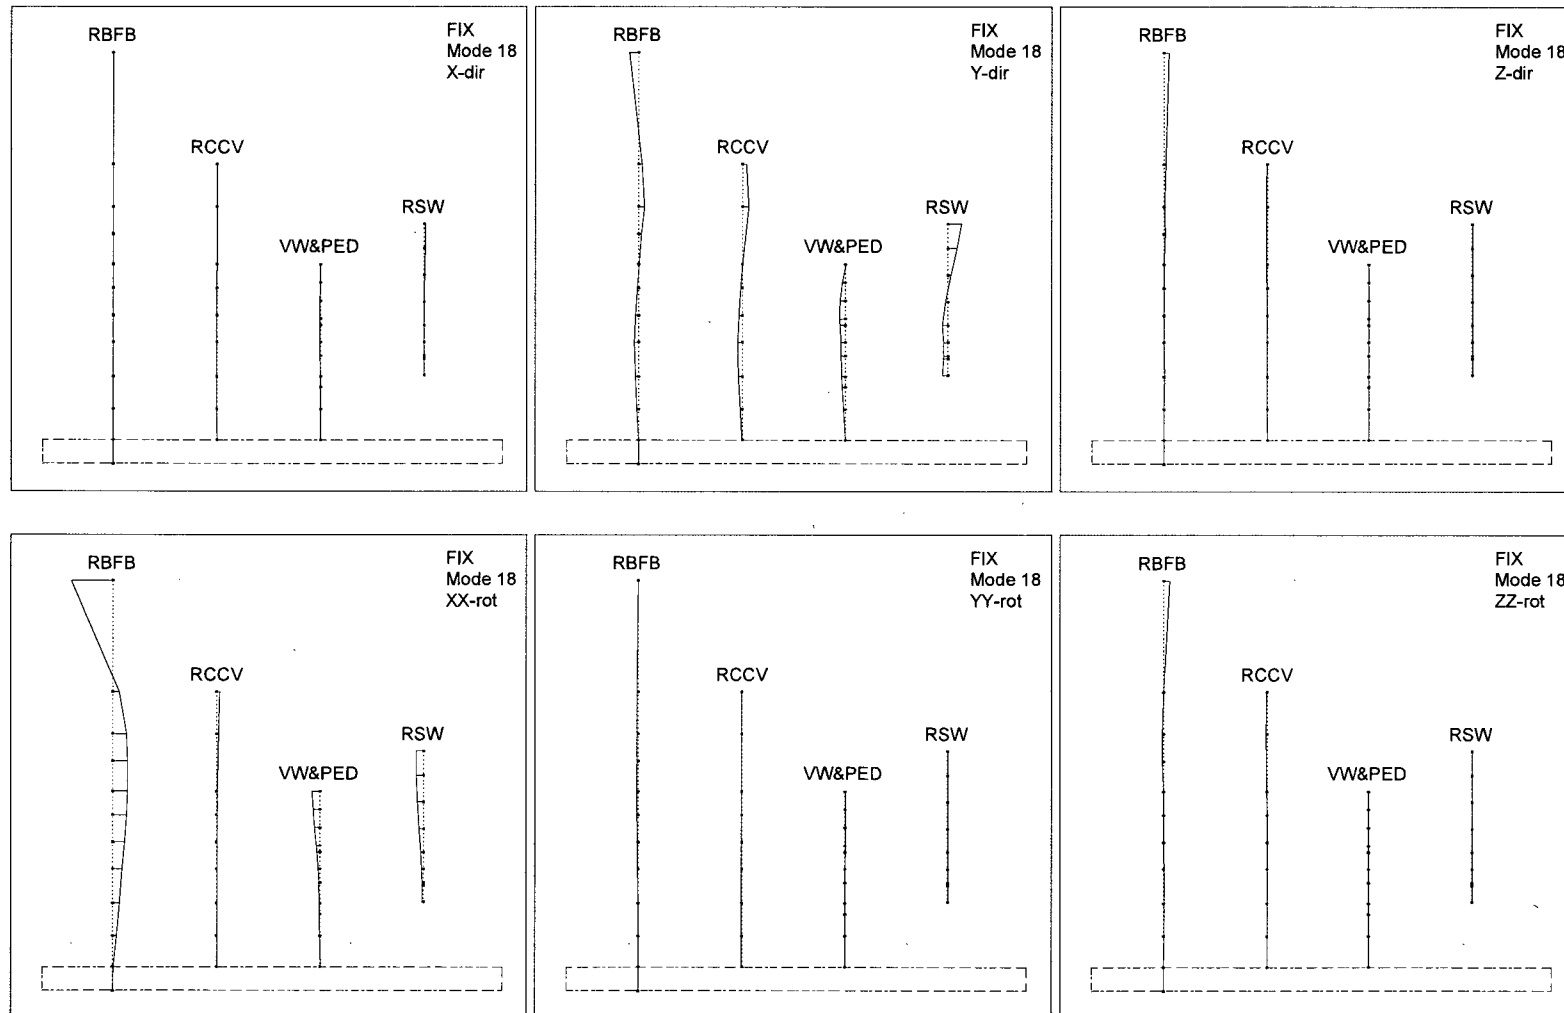 RBFB
FIX
Mode 18
X-dir
RCCV
RSW
VW&PED
RBFB
FIX
Mode 18
Y-dir
RCCV
RSW
VW&PED
RBFB
FIX
Mode 18
Z-dir
RCCV
RSW
VW&PED
RBFB
FIX
Mode 18
XX-rot
RCCV
RSW
VW&PED
RBFB
FIX
Mode 18
YY-rot
RCCV
RSW
VW&PED
RBFB
FIX
Mode 18
ZZ-rot
RCCV
RSW
VW&PED